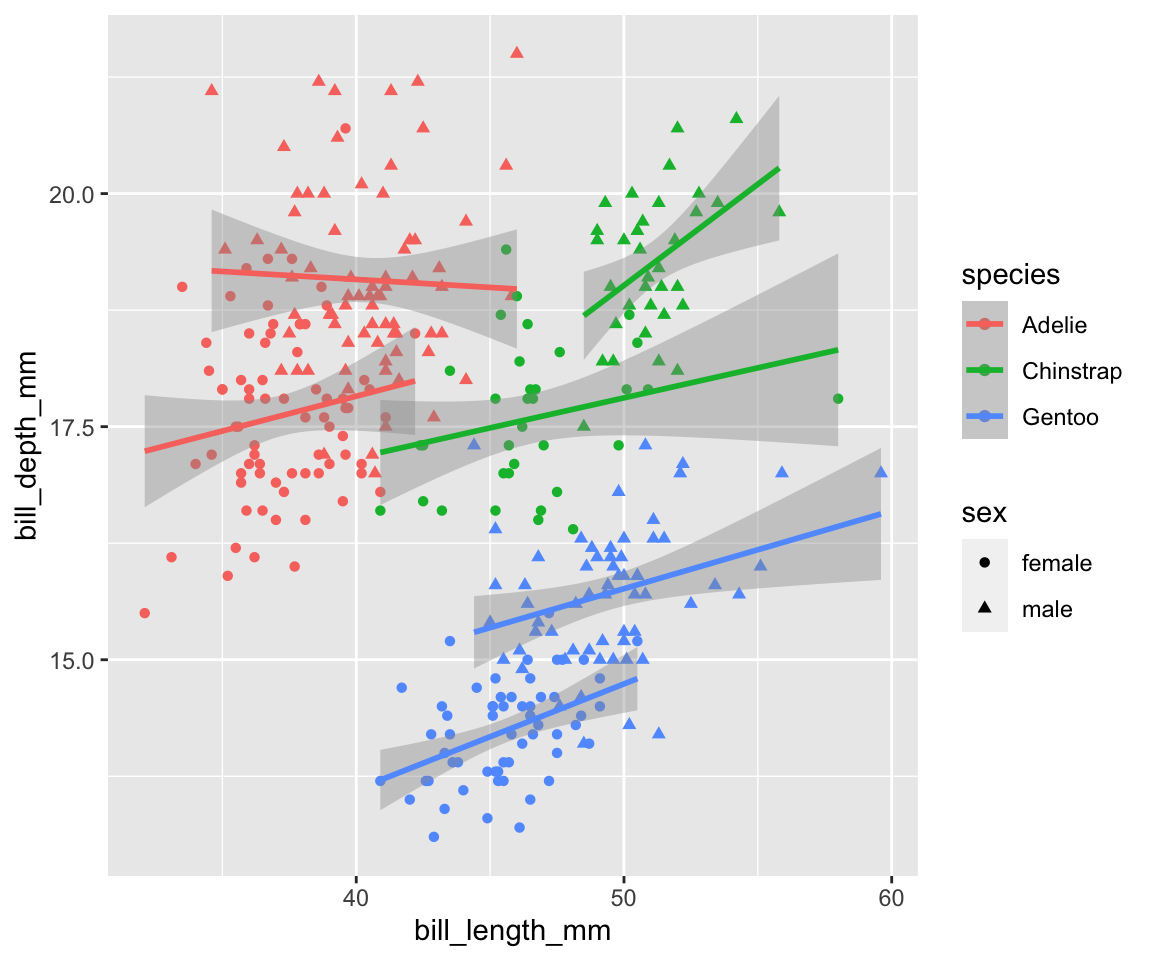 20.0
17.5
15.0
bill_depth_mm
40
50
60
bill_length_mm
species
Adelie
Chinstrap
Gentoo
sex
female
male